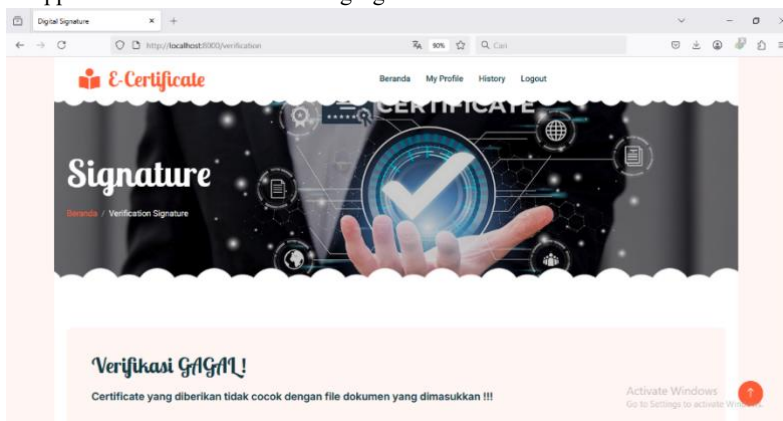 Digital Signature
http://localhost:8000/verification
90%
Cari
E-Certificate
Beranda My Profile History Logout
CERTIFICATE
Signature
Beranda / Verification Signature
Verifikasi GAGAL!
Certificate yang diberikan tidak cocok dengan file dokumen yang dimasukkan !!!
Activate Windows
Go to Settings to activate Windows.